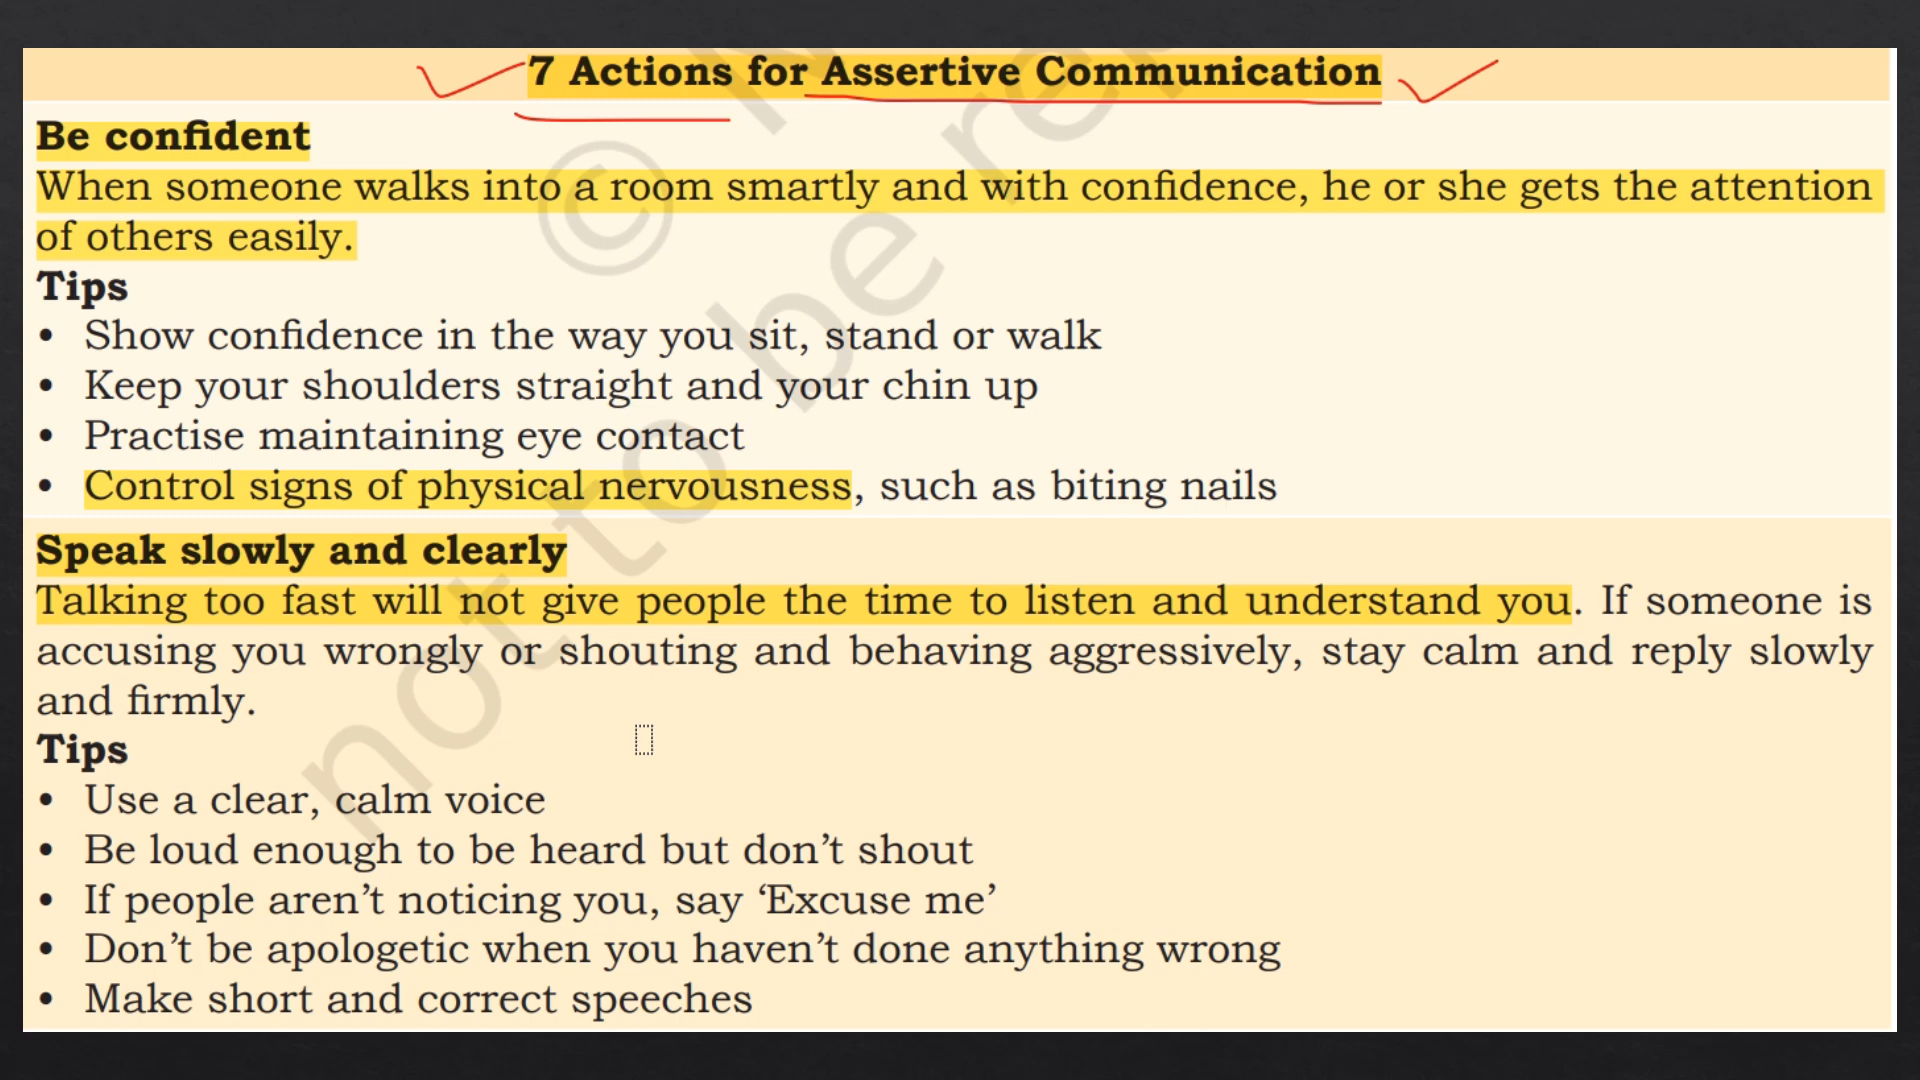 7 Actions for Assertive Communication
Be confident
When someone walks into a room smartly and with confidence, he or she gets the attention
of others easily.
Tips
• Show confidence in the way you sit, stand or walk
• Keep your shoulders straight and your chin up
• Practise maintaining eye contact
• Control signs of physical nervousness, such as biting nails
Speak slowly and clearly
Talking too fast will not give people the time to listen and understand you. If someone is
accusing you wrongly or shouting and behaving aggressively, stay calm and reply slowly
and firmly.
Tips
• Use a clear, calm voice
• Be loud enough to be heard but don’t shout
• If people aren’t noticing you, say ‘Excuse me’
• Don’t be apologetic when you haven’t done anything wrong
• Make short and correct speeches
©
not to be